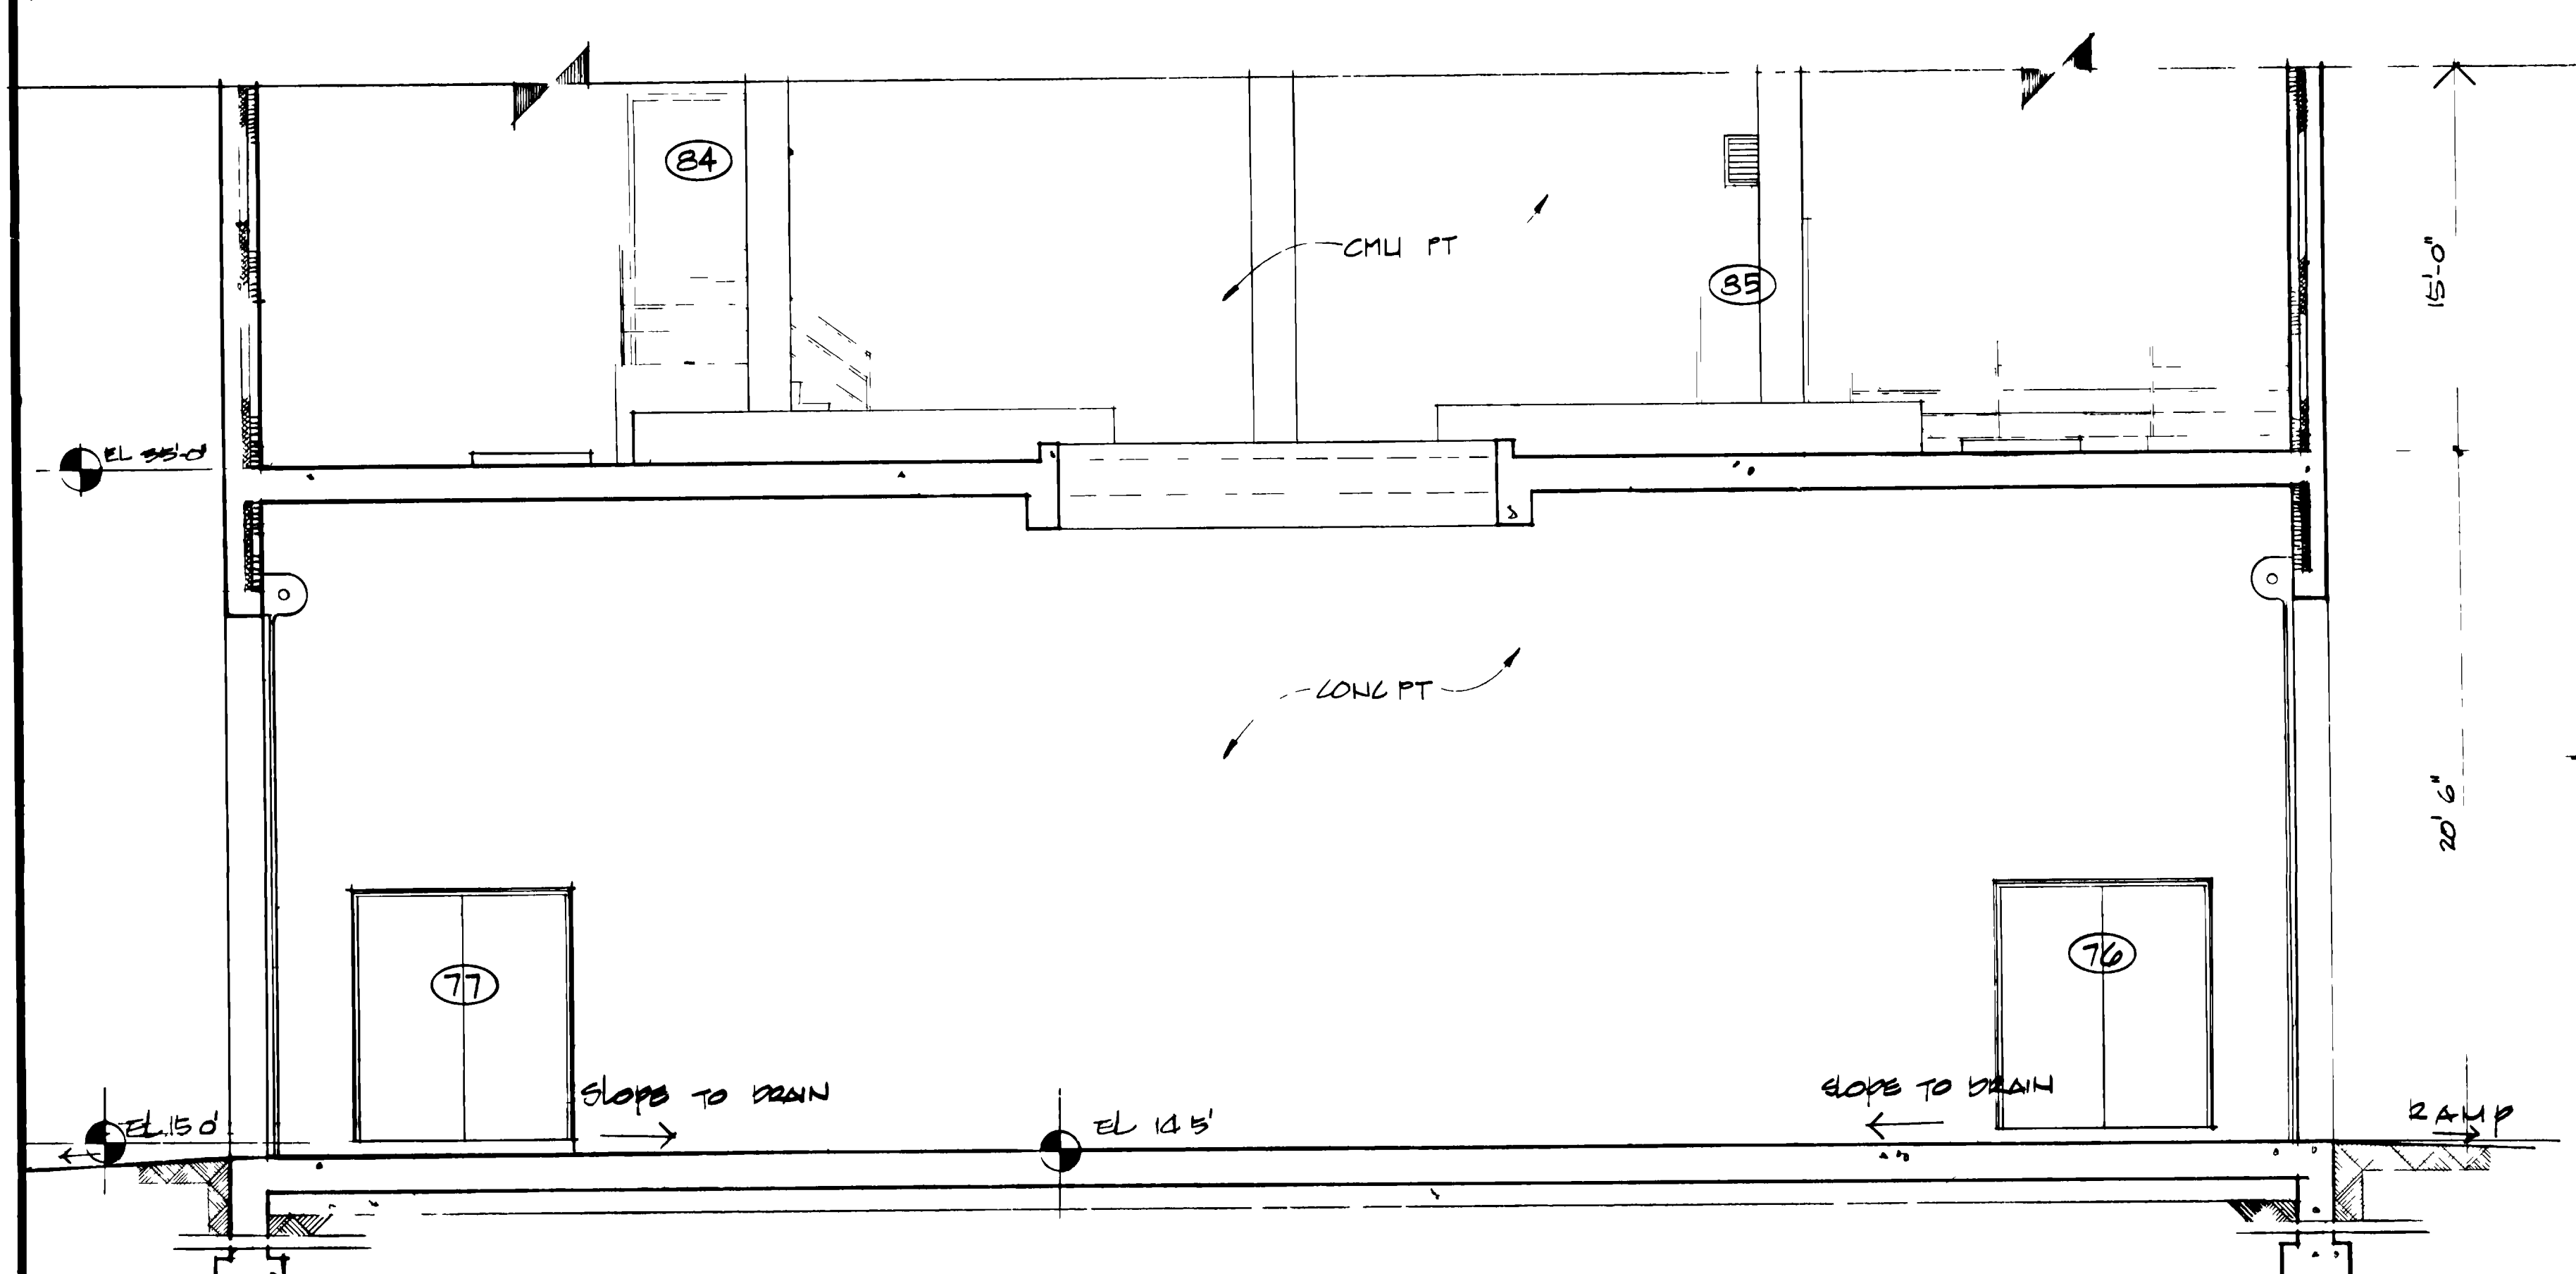 84
CMU PT
85
15'-0"
EL 35'-0"
CONC PT
20' 6"
77
76
SLOPE TO DRAIN
SLOPE TO DRAIN
EL 15 0'
EL 14 5'
RAMP